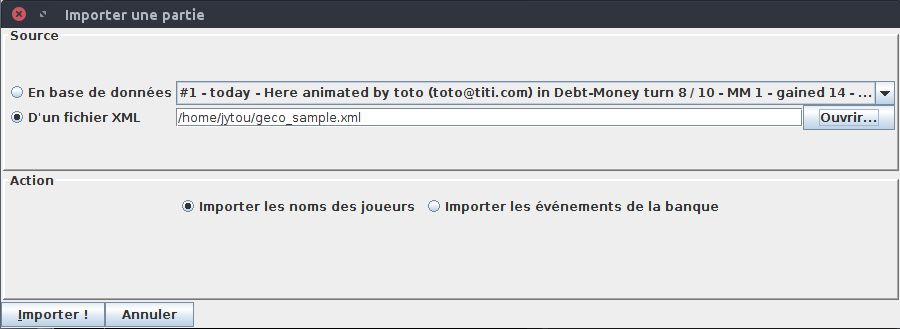 Importer une partie
Source
En base de données #1 - today - Here animated by toto (toto@titi.com) in Debt-Money turn 8 / 10 - MM 1 - gained 14 - ...
D'un fichier XML /home/jytou/geco_sample.xml Ouvrir...
Action
Importer les noms des joueurs Importer les événements de la banque
Importer ! Annuler